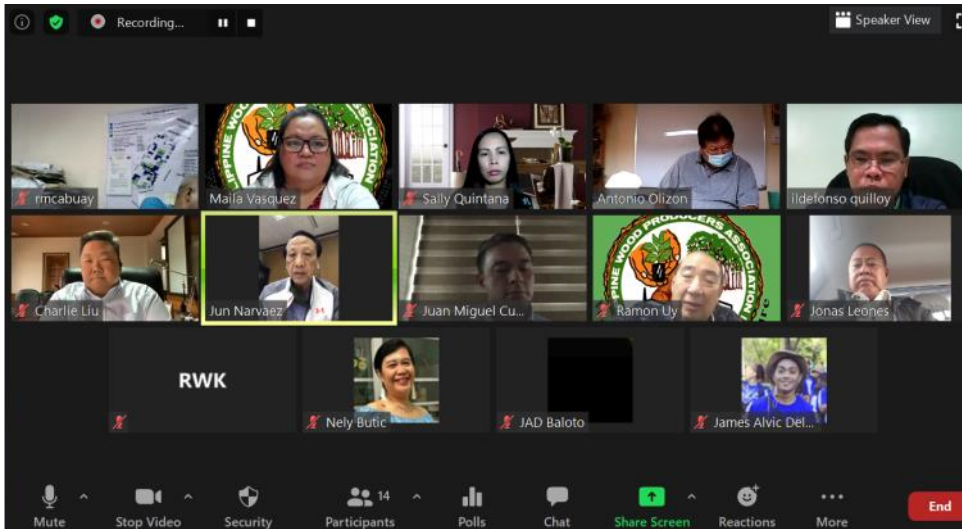 Recording...
Speaker View
rmcabuay
Maila Vasquez
Sally Quintana
Antonio Olizon
ildefonso quilloy
Charlie Liu
Jun Narvaez
Juan Miguel Cu...
Ramon Uy
Jonas Leones
RWK
Nely Butic
JAD Baloto
James Alvic Del...
14
Mute
Stop Video
Security
Participants
Polls
Chat
Share Screen
Reactions
More
End